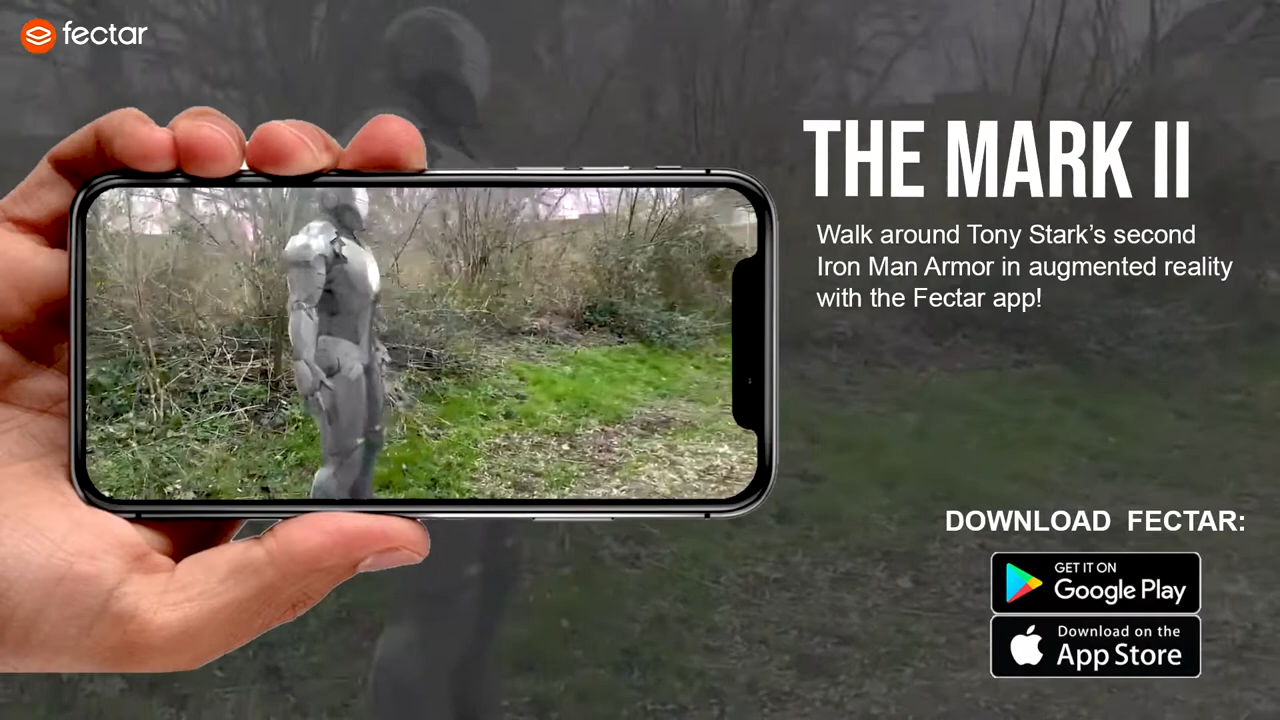 fectar
THE MARK II
Walk around Tony Stark’s second
Iron Man Armor in augmented reality
with the Fectar app!
DOWNLOAD FECTAR:
GET IT ON
Google Play
Download on the
App Store